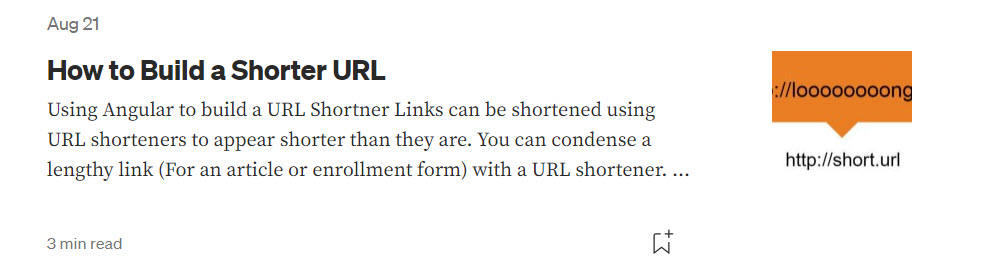 Aug 21
How to Build a Shorter URL
Using Angular to build a URL Shortner Links can be shortened using
URL shorteners to appear shorter than they are. You can condense a
lengthy link (For an article or enrollment form) with a URL shortener. ...
://looooooooong
http://short.url
3 min read